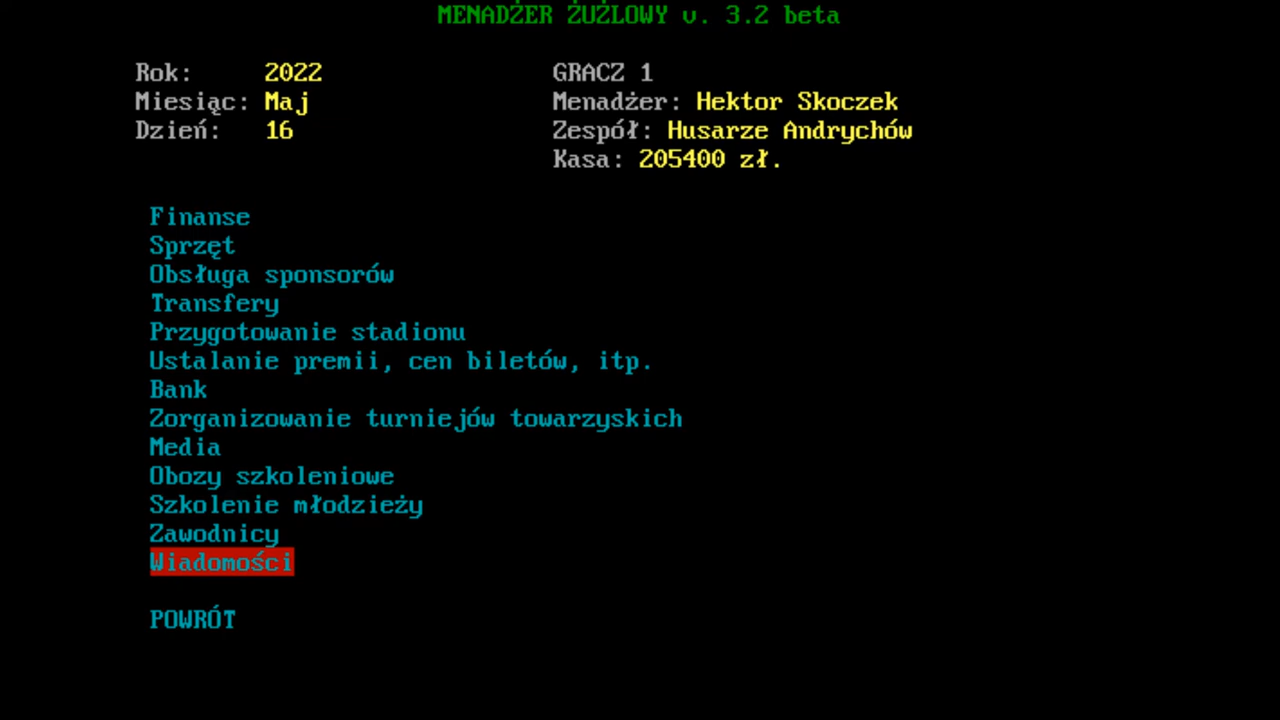 MENADŻER ŻUŻLOWY v. 3.2 beta
Rok: 2022
GRACZ 1
Miesiąc: Maj
Menadżer: Hektor Skoczek
Dzień: 16
Zespół: Husarze Andrychów
Kasa: 205400 zł.
Finanse
Sprzęt
Obsługa sponsorów
Transfery
Przygotowanie stadionu
Ustalanie premii, cen biletów, itp.
Bank
Zorganizowanie turniejów towarzyskich
Media
Obozy szkoleniowe
Szkolenie młodzieży
Zawodnicy
Wiadomości
POWRÓT